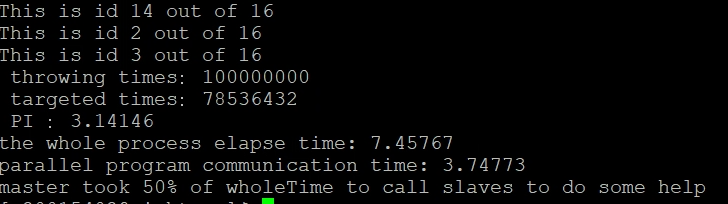 This is id 14 out of 16
This is id 2 out of 16
This is id 3 out of 16
throwing times: 100000000
targeted times: 78536432
PI : 3.14146
the whole process elapse time: 7.45767
parallel program communication time: 3.74773
master took 50% of wholeTime to call slaves to do some help